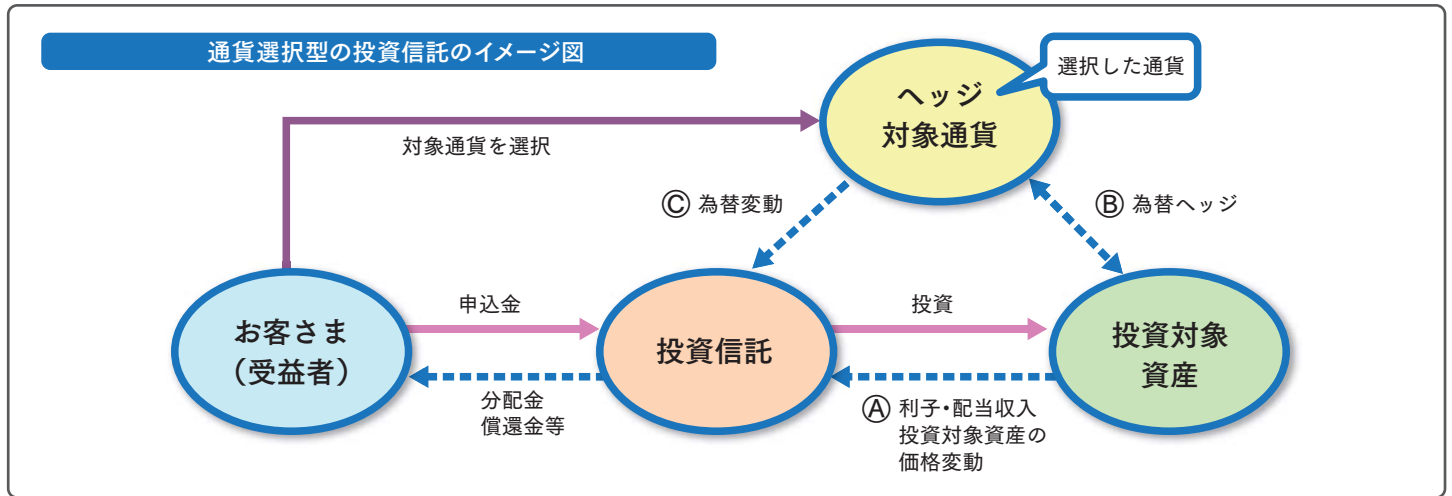 通貨選択型の投資信託のイメージ図
選択した通貨
ヘッジ
対象通貨
対象通貨を選択
Ⓒ 為替変動
Ⓑ 為替ヘッジ
お客さま
（受益者）
申込金
投資信託
投資
投資対象
資産
分配金
償還金等
Ⓐ 利子・配当収入
投資対象資産の
価格変動